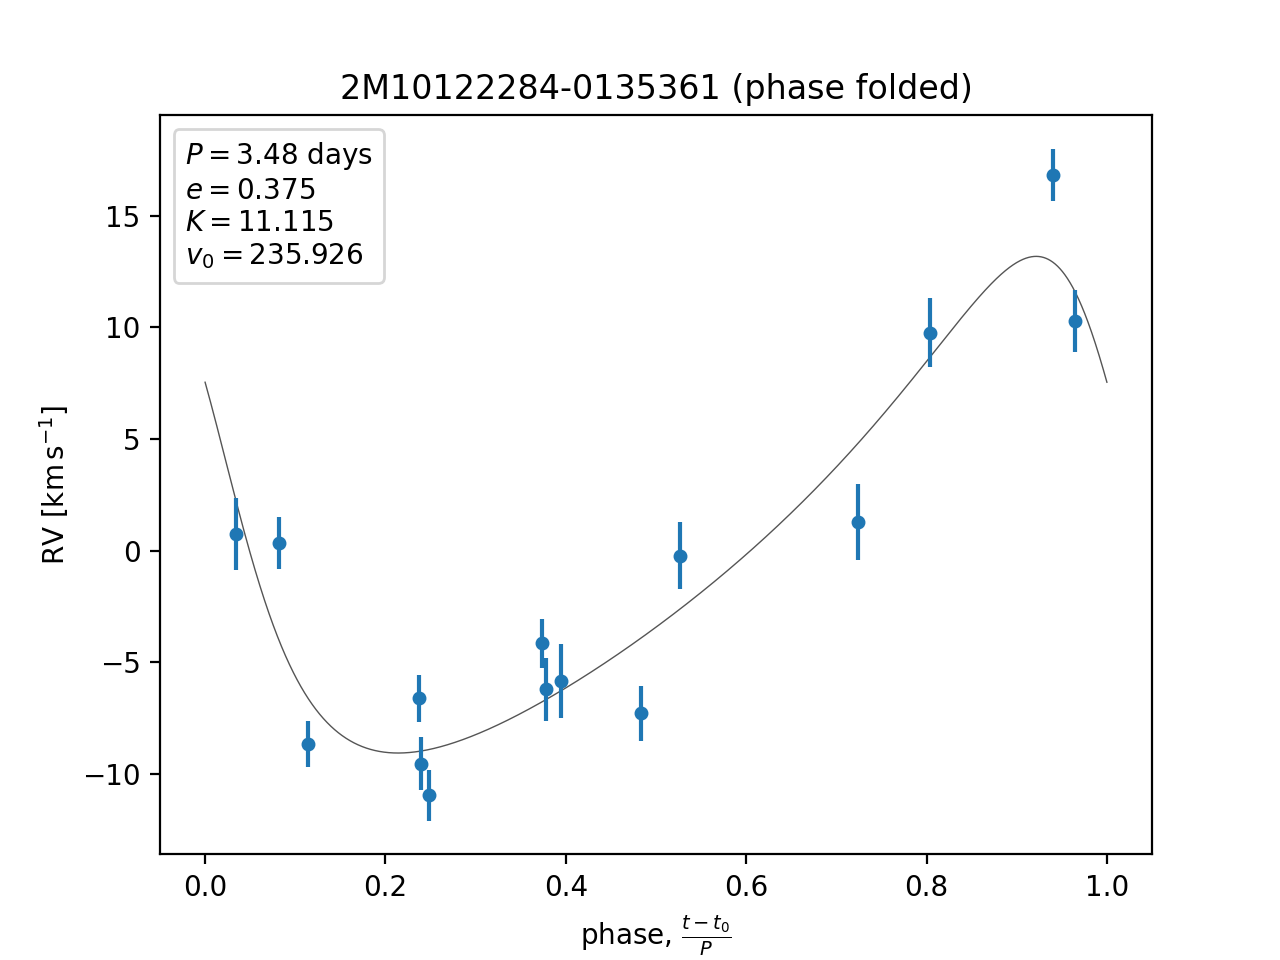 2M10122284-0135361 (phase folded)
P = 3.48 days
e = 0.375
K = 11.115
v₀ = 235.926
15
10
5
0
−5
−10
RV [km s⁻¹]
0.0 0.2 0.4 0.6 0.8 1.0
phase, (t − t₀)/P